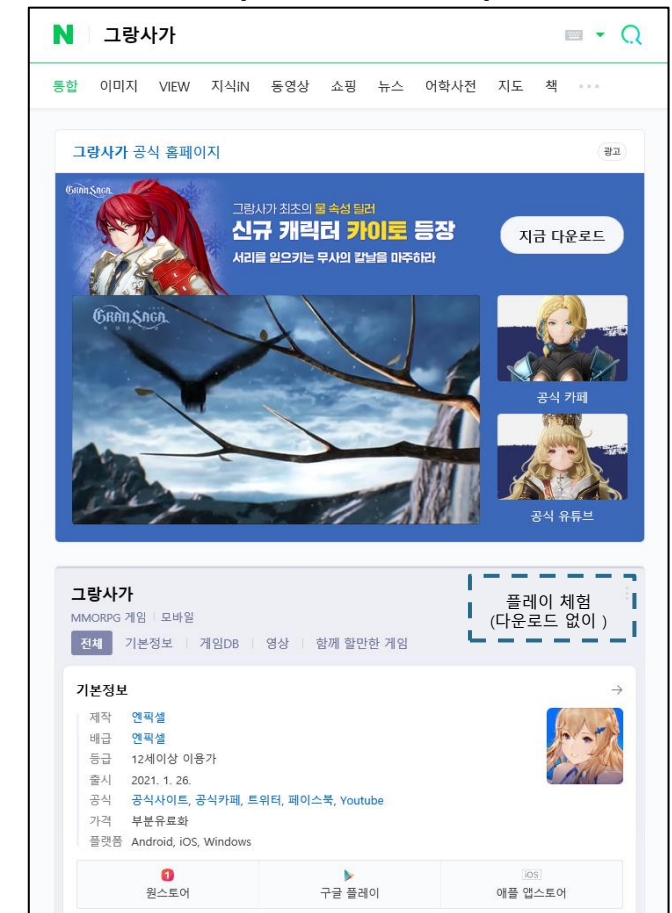 N 그랑사가
통합 이미지 VIEW 지식iN 동영상 쇼핑 뉴스 어학사전 지도 책
그랑사가 공식 홈페이지
광고
GRAN SAGA
그랑사가 최초의 물 속성 딜러
신규 캐릭터 카이토 등장
서리를 일으키는 무사의 칼날을 마주하라
지금 다운로드
GRAN SAGA
공식 카페
공식 유튜브
그랑사가
MMORPG 게임 모바일
플레이 체험
(다운로드 없이 )
전체 기본정보 게임DB 영상 함께 할만한 게임
기본정보 →
제작 엔픽셀
배급 엔픽셀
등급 12세이상 이용가
출시 2021. 1. 26.
공식 공식사이트, 공식카페, 트위터, 페이스북, Youtube
가격 부분유료화
플랫폼 Android, iOS, Windows
1 iOS
원스토어 구글 플레이 애플 앱스토어